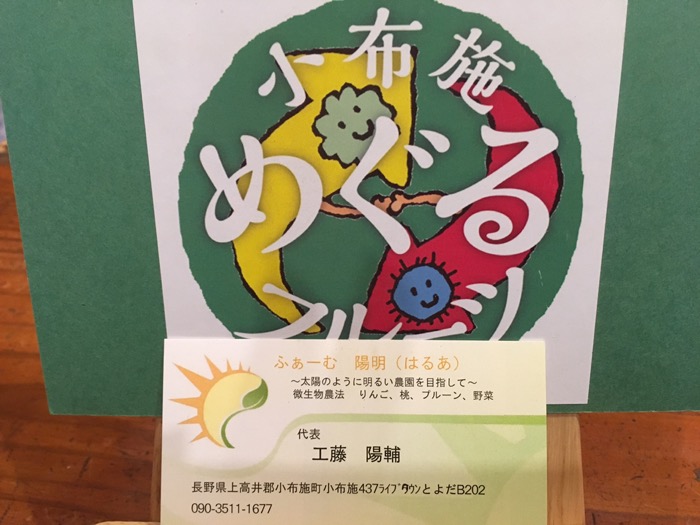 小布施
めぐる
フルーツ
ふぁーむ 陽明（はるあ）
〜太陽のように明るい農園を目指して〜
微生物農法 りんご、桃、プルーン、野菜
代表
工藤 陽輔
長野県上高井郡小布施町小布施437ﾗｲﾌﾞﾀｳﾝとよだB202
090-3511-1677